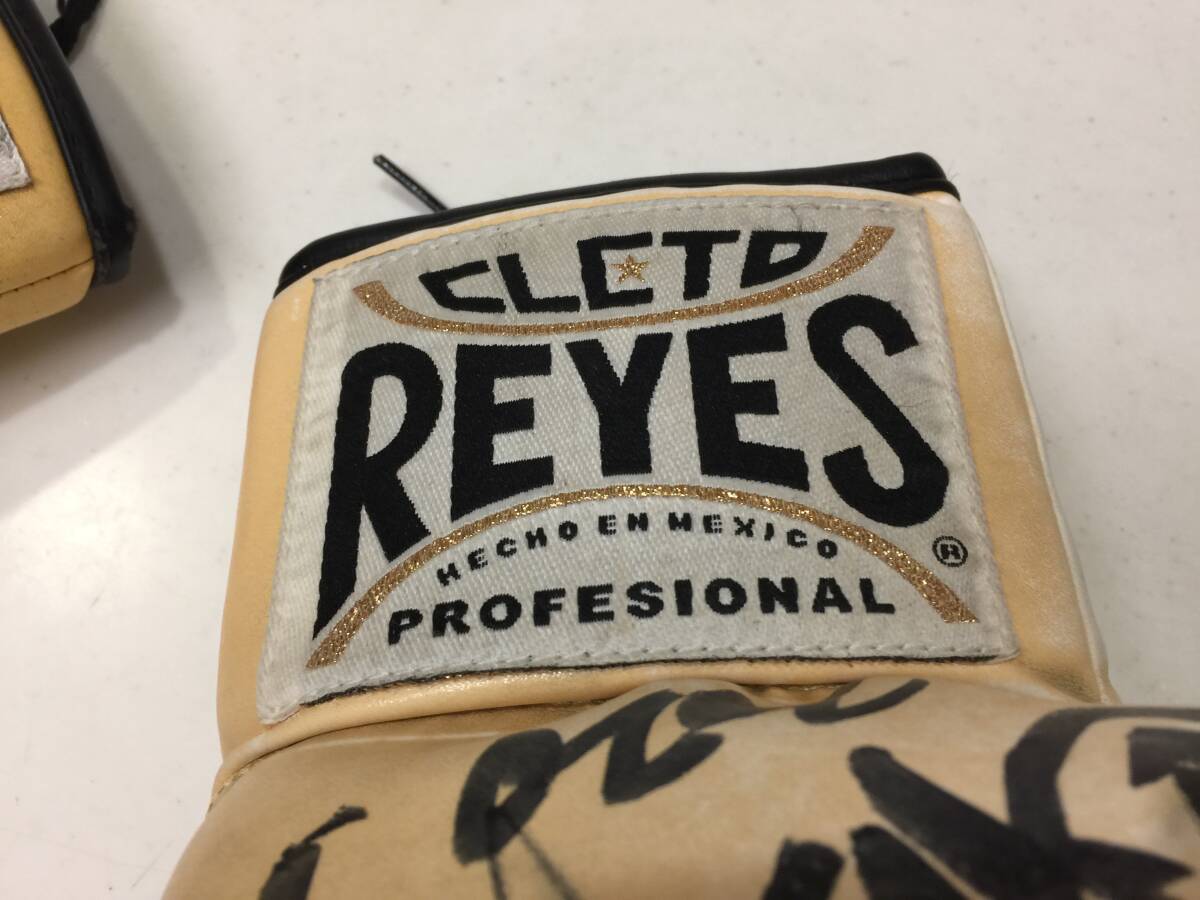 CLETO
REYES
HECHO EN MEXICO
®
PROFESIONAL